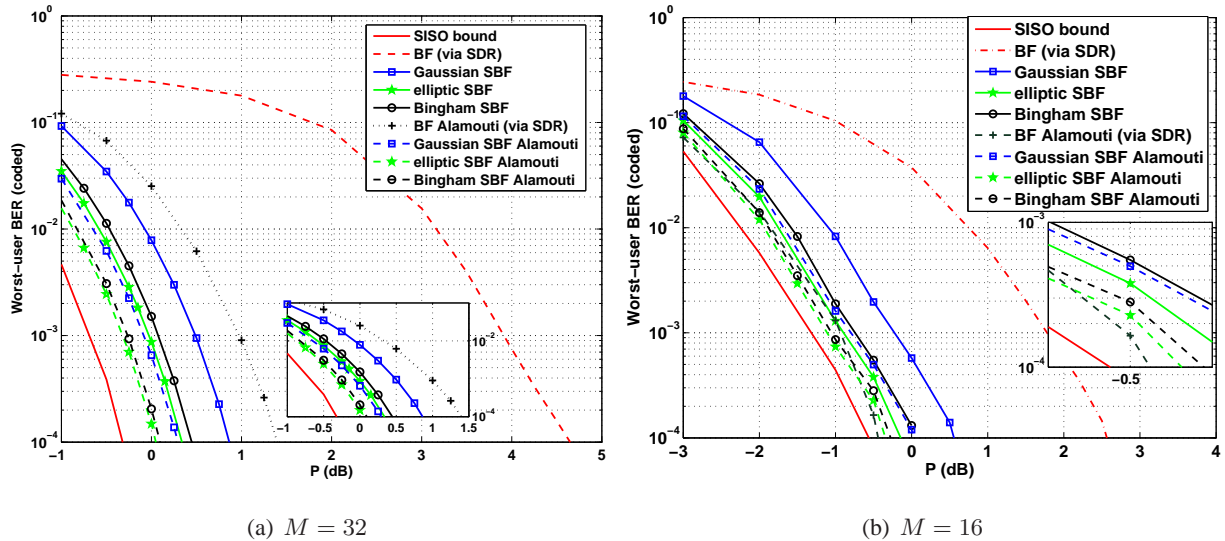 10^0
10^-1
10^-2
10^-3
10^-4
Worst−user BER (coded)
−1
0
1
2
3
4
5
P (dB)
SISO bound
BF (via SDR)
Gaussian SBF
elliptic SBF
Bingham SBF
BF Alamouti (via SDR)
Gaussian SBF Alamouti
elliptic SBF Alamouti
Bingham SBF Alamouti
10^-2
10^-4
−1
−0.5
0
0.5
1
1.5
(a) M = 32
10^0
10^-1
10^-2
10^-3
10^-4
Worst−user BER (coded)
−3
−2
−1
0
1
2
3
4
P (dB)
SISO bound
BF (via SDR)
Gaussian SBF
elliptic SBF
Bingham SBF
BF Alamouti (via SDR)
Gaussian SBF Alamouti
elliptic SBF Alamouti
Bingham SBF Alamouti
10^-3
10^-4
−0.5
(b) M = 16